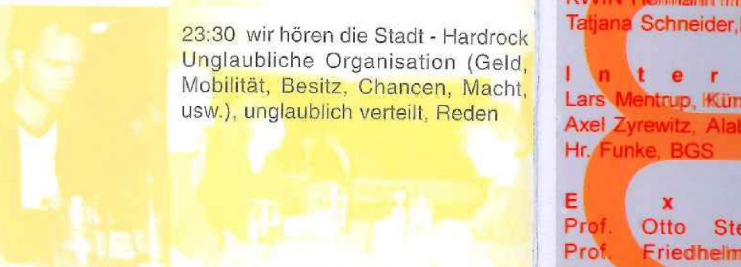 23:30 wir hören die Stadt - Hardrock
Unglaubliche Organisation (Geld,
Mobilität, Besitz, Chancen, Macht,
usw.), unglaublich verteilt, Reden
Tatjana Schneider,
I n t e r
Lars Mentrup,
Axel Zyrewitz,
Hr. Funke, BGS
E x
Prof. Otto
Prof. Friedhelm